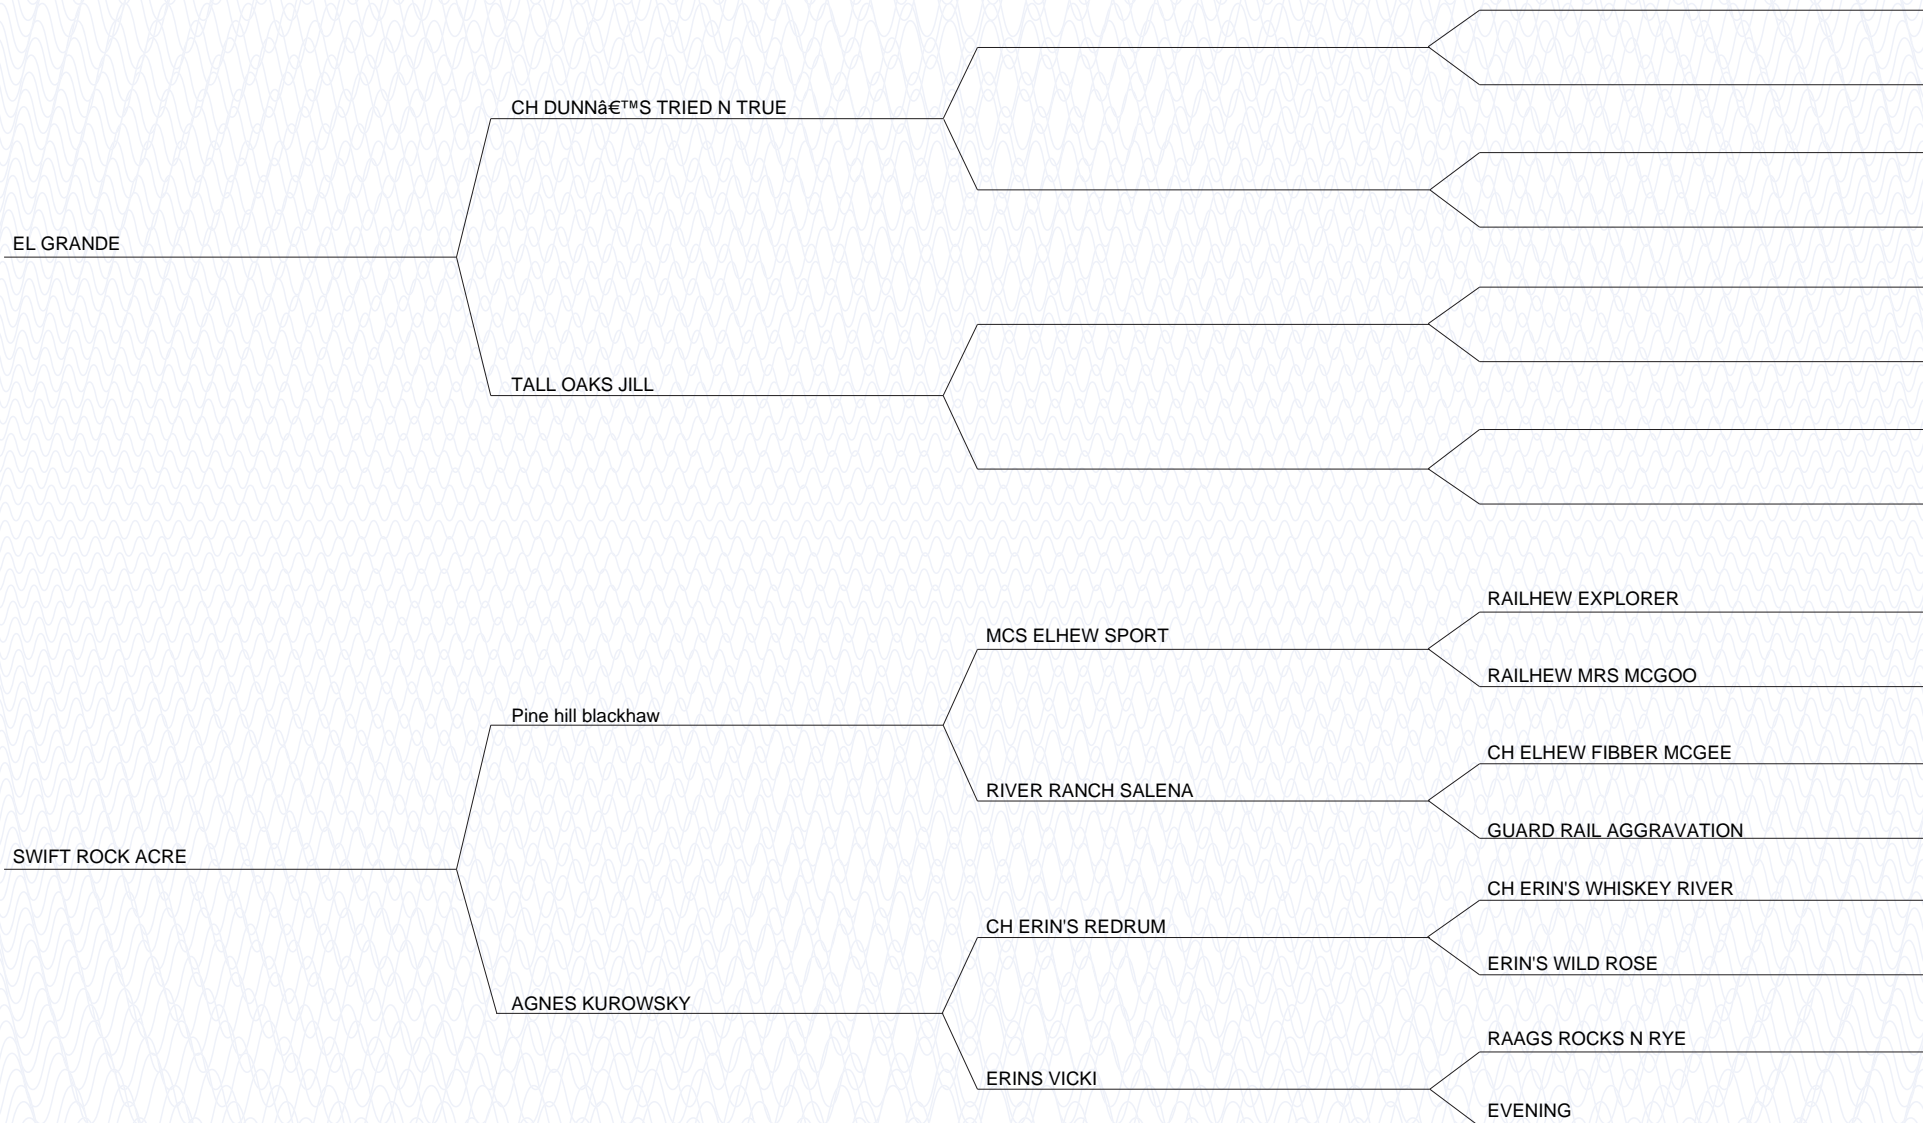 CH DUNNâ€™S TRIED N TRUE
EL GRANDE
TALL OAKS JILL
RAILHEW EXPLORER
MCS ELHEW SPORT
RAILHEW MRS MCGOO
Pine hill blackhaw
CH ELHEW FIBBER MCGEE
RIVER RANCH SALENA
GUARD RAIL AGGRAVATION
SWIFT ROCK ACRE
CH ERIN'S WHISKEY RIVER
CH ERIN'S REDRUM
ERIN'S WILD ROSE
AGNES KUROWSKY
RAAGS ROCKS N RYE
ERINS VICKI
EVENING